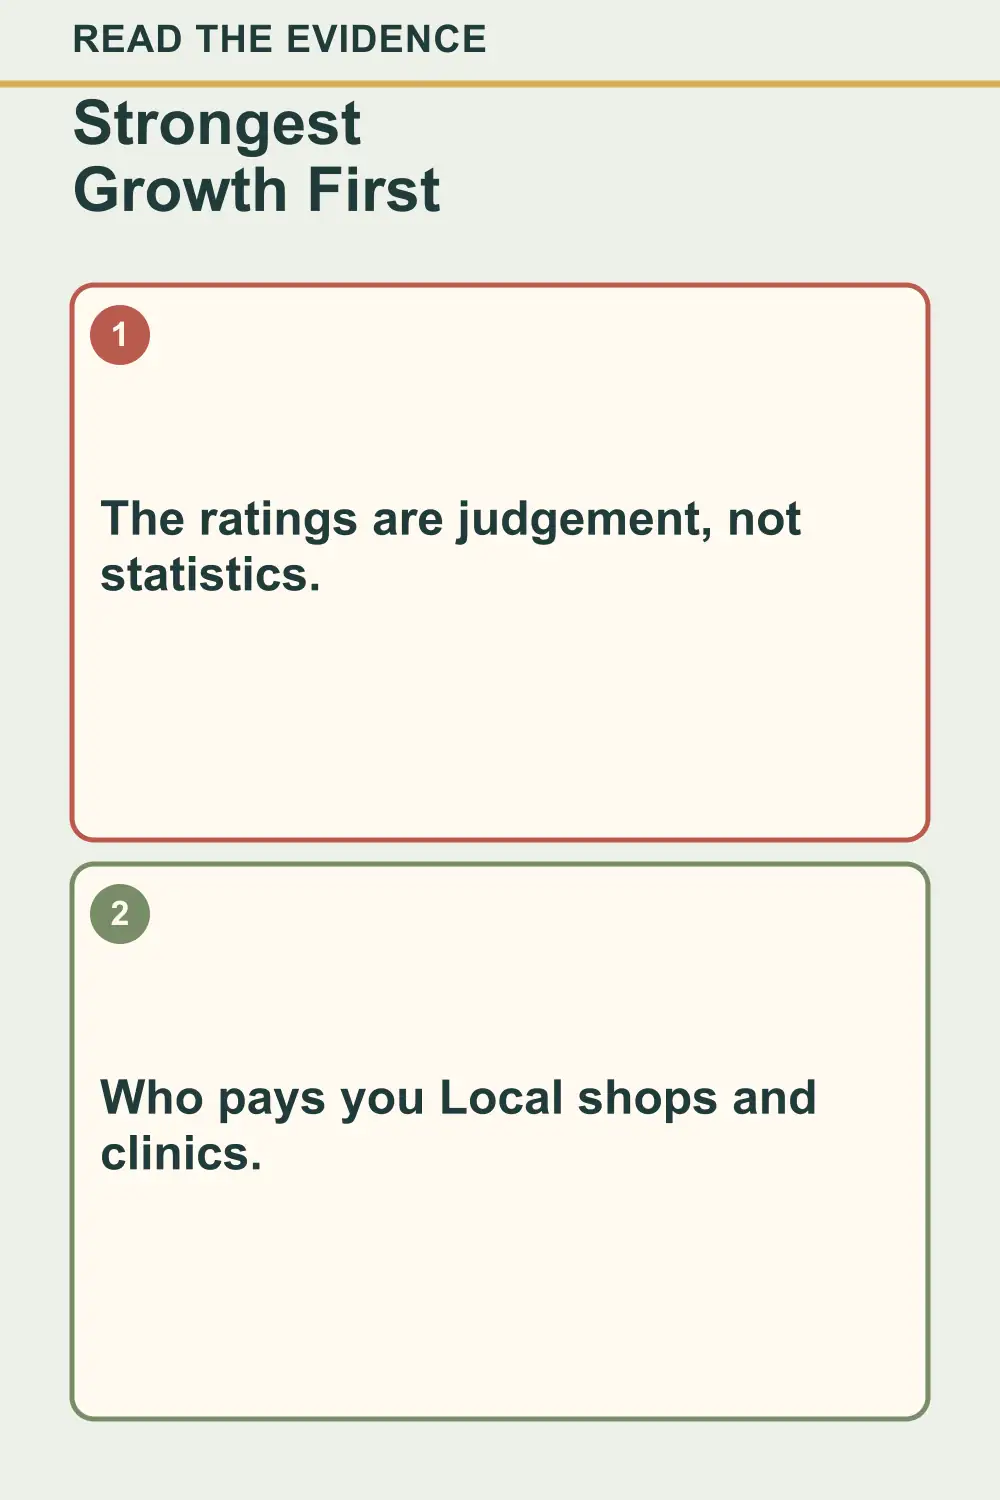 READ THE EVIDENCE
Strongest
Growth First
1
The ratings are judgement, not
statistics.
2
Who pays you Local shops and
clinics.